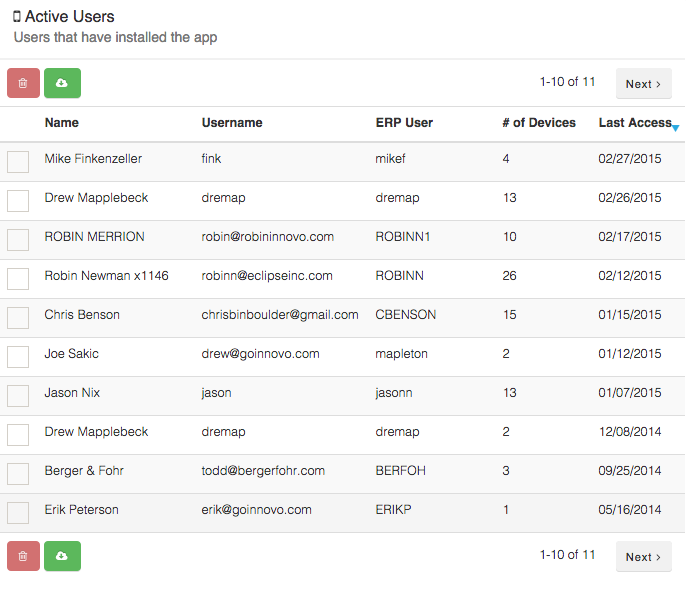 Active Users
Users that have installed the app
1-10 of 11 Next >
Name Username ERP User # of Devices Last Access
Mike Finkenzeller fink mikef 4 02/27/2015
Drew Mapplebeck dremap dremap 13 02/26/2015
ROBIN MERRION robin@robininnovo.com ROBINN1 10 02/17/2015
Robin Newman x1146 robinn@eclipseinc.com ROBINN 26 02/12/2015
Chris Benson chrisbinboulder@gmail.com CBENSON 15 01/15/2015
Joe Sakic drew@goinnovo.com mapleton 2 01/12/2015
Jason Nix jason jasonn 13 01/07/2015
Drew Mapplebeck dremap dremap 2 12/08/2014
Berger & Fohr todd@bergerfohr.com BERFOH 3 09/25/2014
Erik Peterson erik@goinnovo.com ERIKP 1 05/16/2014
1-10 of 11 Next >